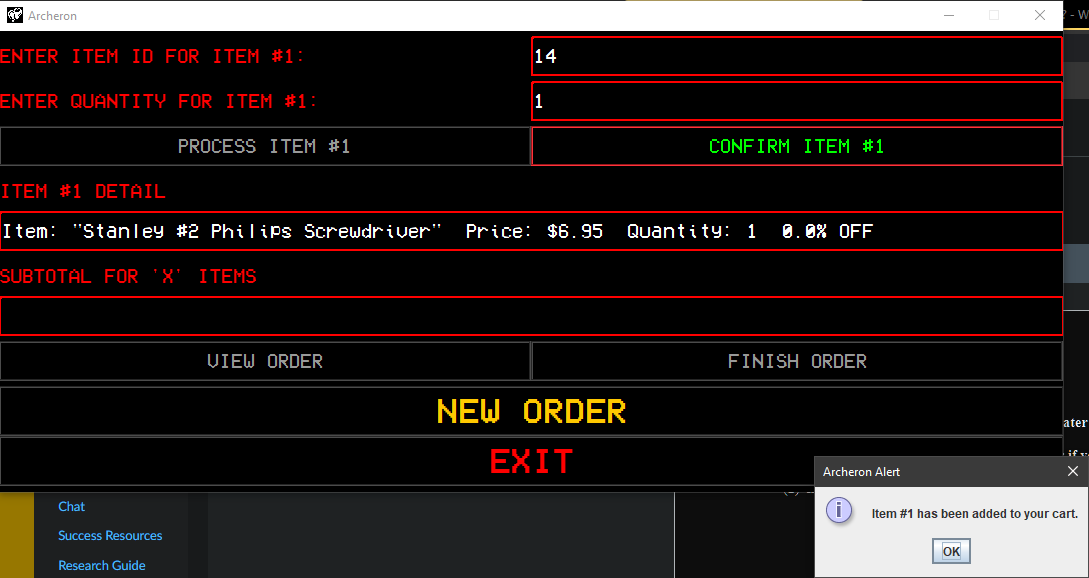 Archeron
? - W
ENTER ITEM ID FOR ITEM #1:
14
ENTER QUANTITY FOR ITEM #1:
1
PROCESS ITEM #1
CONFIRM ITEM #1
ITEM #1 DETAIL
Item: "Stanley #2 Philips Screwdriver" Price: $6.95 Quantity: 1 0.0% OFF
SUBTOTAL FOR 'X' ITEMS
VIEW ORDER
FINISH ORDER
NEW ORDER
ater
EXIT
if y
Archeron Alert
Chat
Item #1 has been added to your cart.
Success Resources
OK
Research Guide